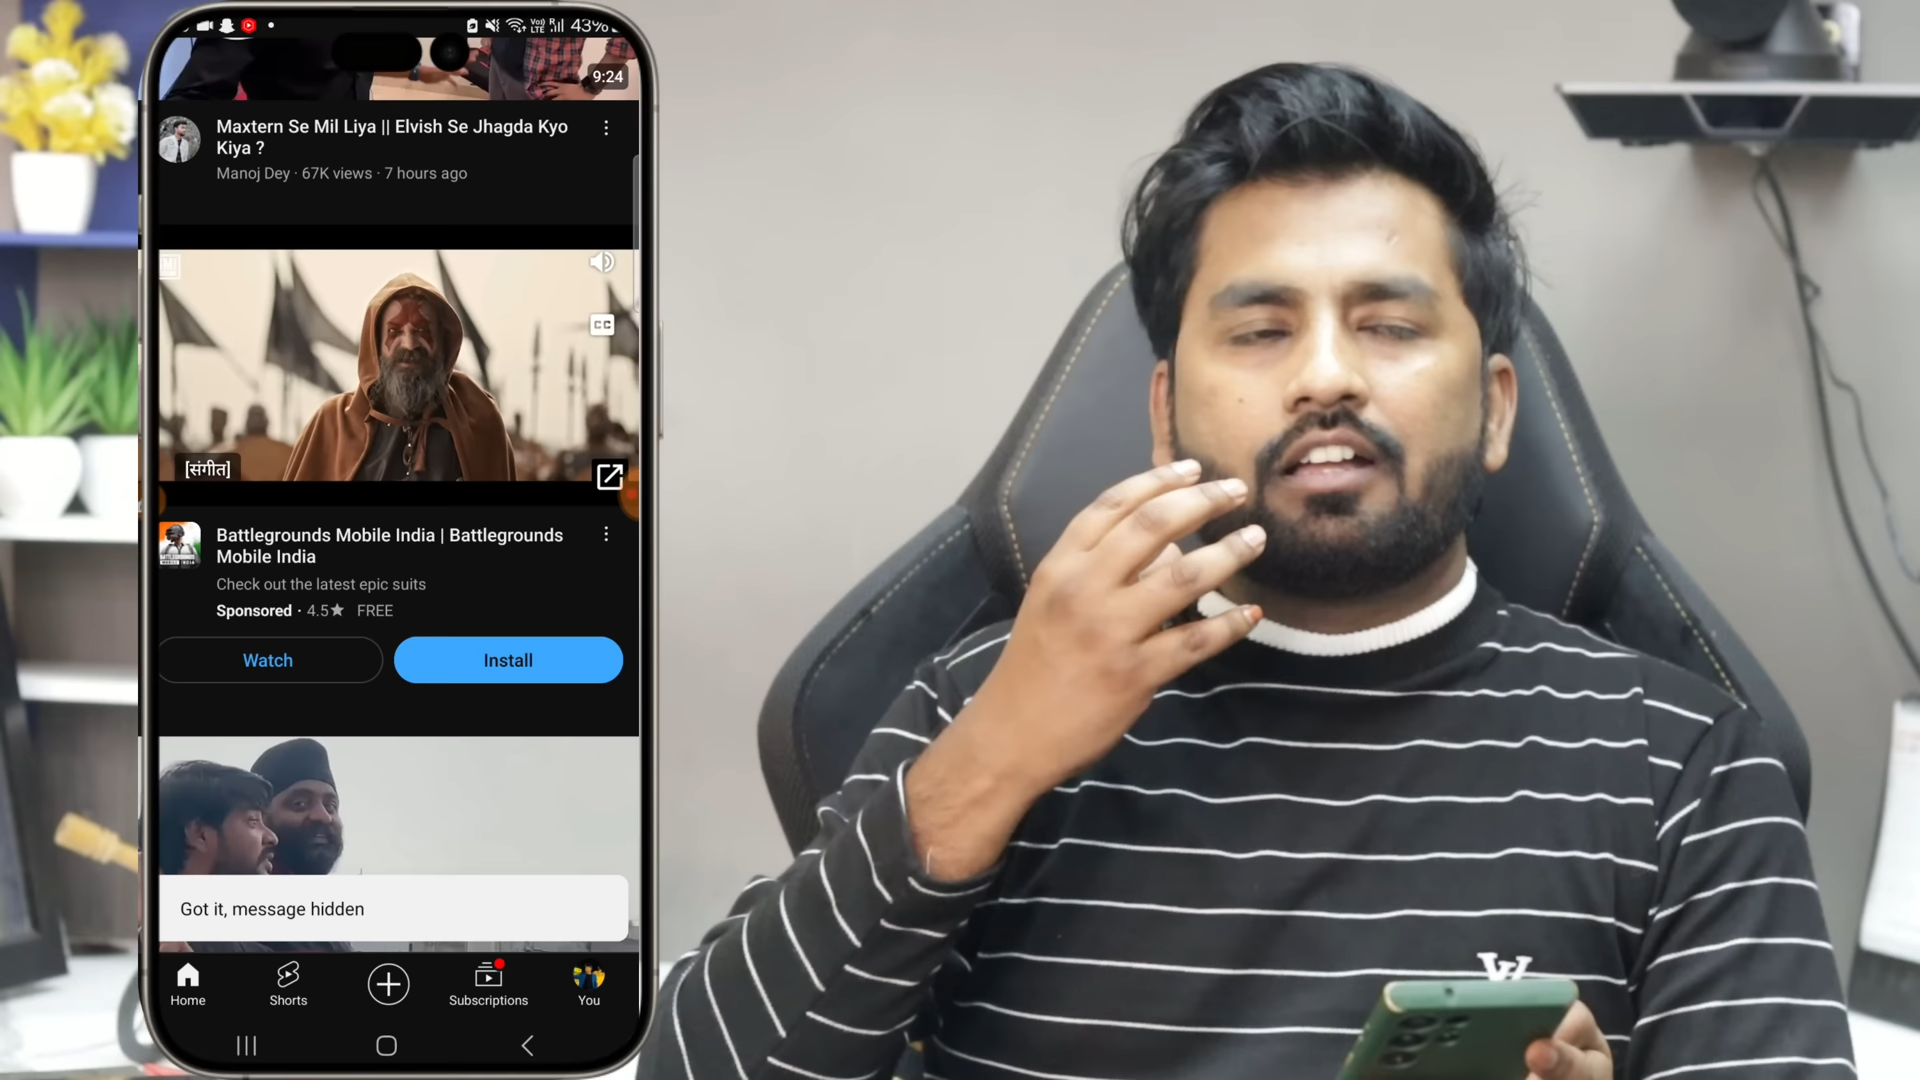 43%
9:24
Maxtern Se Mil Liya || Elvish Se Jhagda Kyo
Kiya ?
Manoj Dey · 67K views · 7 hours ago
CC
[संगीत]
Battlegrounds Mobile India | Battlegrounds
Mobile India
Check out the latest epic suits
Sponsored · 4.5★ FREE
Watch
Install
Got it, message hidden
Home
Shorts
Subscriptions
You